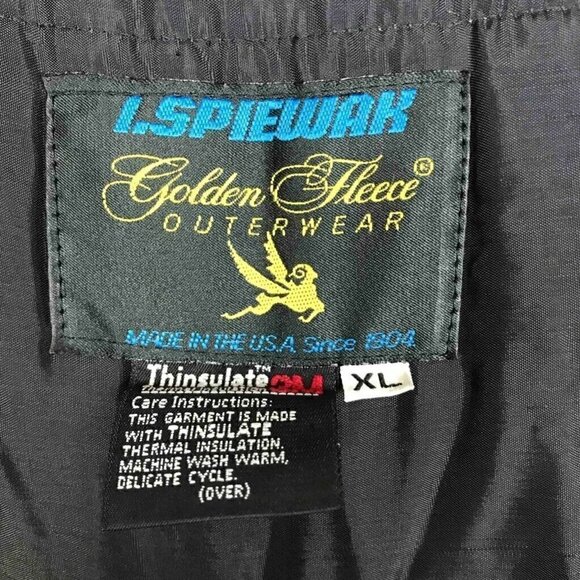 I.SPIEWAK
Golden Fleece®
OUTERWEAR
MADE IN THE U.S.A. Since 1904
Thinsulate™ 3M
XL
Care Instructions:
THIS GARMENT IS MADE
WITH THINSULATE
THERMAL INSULATION.
MACHINE WASH WARM,
DELICATE CYCLE.
(OVER)